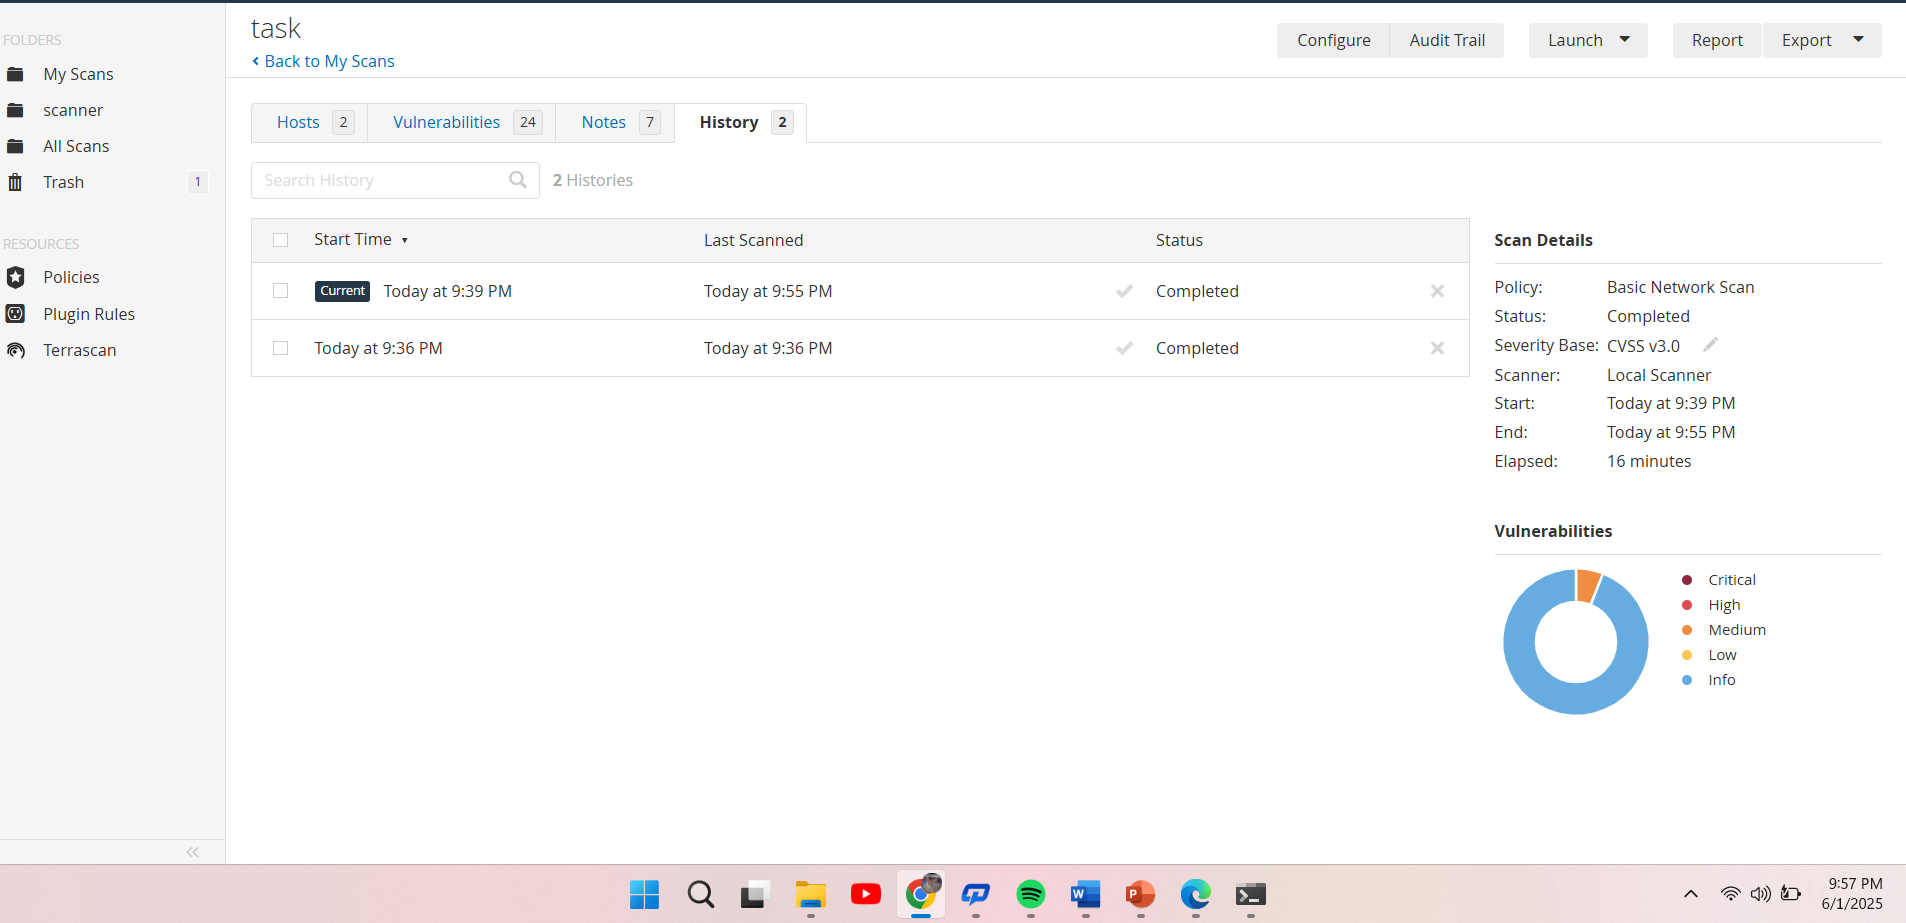 task
Back to My Scans
Configure
Audit Trail
Launch
Report
Export
FOLDERS
My Scans
scanner
All Scans
Trash 1
RESOURCES
Policies
Plugin Rules
Terrascan
Hosts 2
Vulnerabilities 24
Notes 7
History 2
Search History
2 Histories
Start Time Last Scanned Status
Current Today at 9:39 PM Today at 9:55 PM Completed
Today at 9:36 PM Today at 9:36 PM Completed
Scan Details
Policy: Basic Network Scan
Status: Completed
Severity Base: CVSS v3.0
Scanner: Local Scanner
Start: Today at 9:39 PM
End: Today at 9:55 PM
Elapsed: 16 minutes
Vulnerabilities
Critical
High
Medium
Low
Info
W
P
9:57 PM
6/1/2025